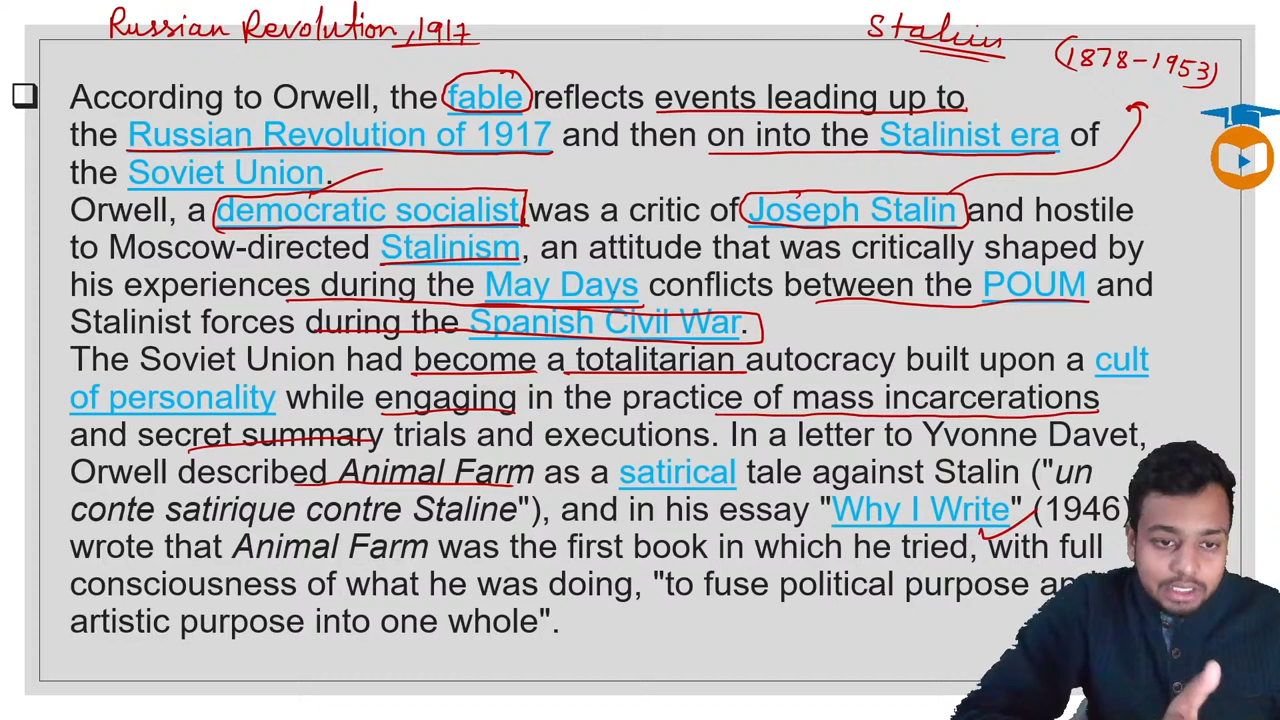 Russian Revolution, 1917
Stalin
(1878-1953)
According to Orwell, the fable reflects events leading up to
the Russian Revolution of 1917 and then on into the Stalinist era of
the Soviet Union.
Orwell, a democratic socialist, was a critic of Joseph Stalin and hostile
to Moscow-directed Stalinism, an attitude that was critically shaped by
his experiences during the May Days conflicts between the POUM and
Stalinist forces during the Spanish Civil War.
The Soviet Union had become a totalitarian autocracy built upon a cult
of personality while engaging in the practice of mass incarcerations
and secret summary trials and executions. In a letter to Yvonne Davet,
Orwell described Animal Farm as a satirical tale against Stalin ("un
conte satirique contre Staline"), and in his essay "Why I Write" (1946)
wrote that Animal Farm was the first book in which he tried, with full
consciousness of what he was doing, "to fuse political purpose
artistic purpose into one whole".